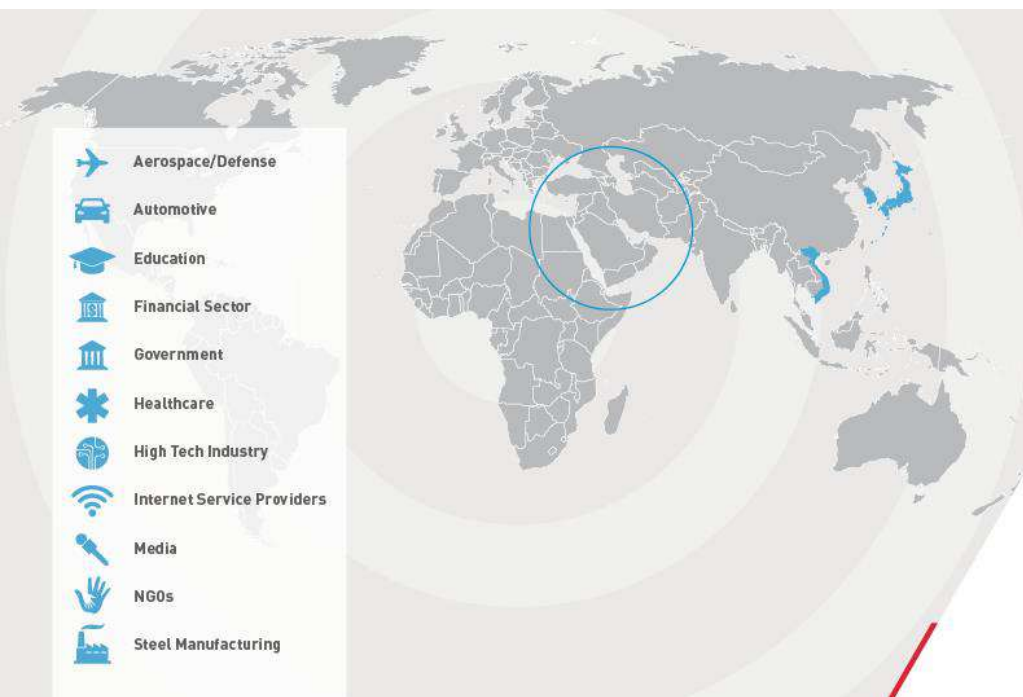 Aerospace/Defense
Automotive
Education
Financial Sector
Government
Healthcare
High Tech Industry
Internet Service Providers
Media
NGOs
Steel Manufacturing